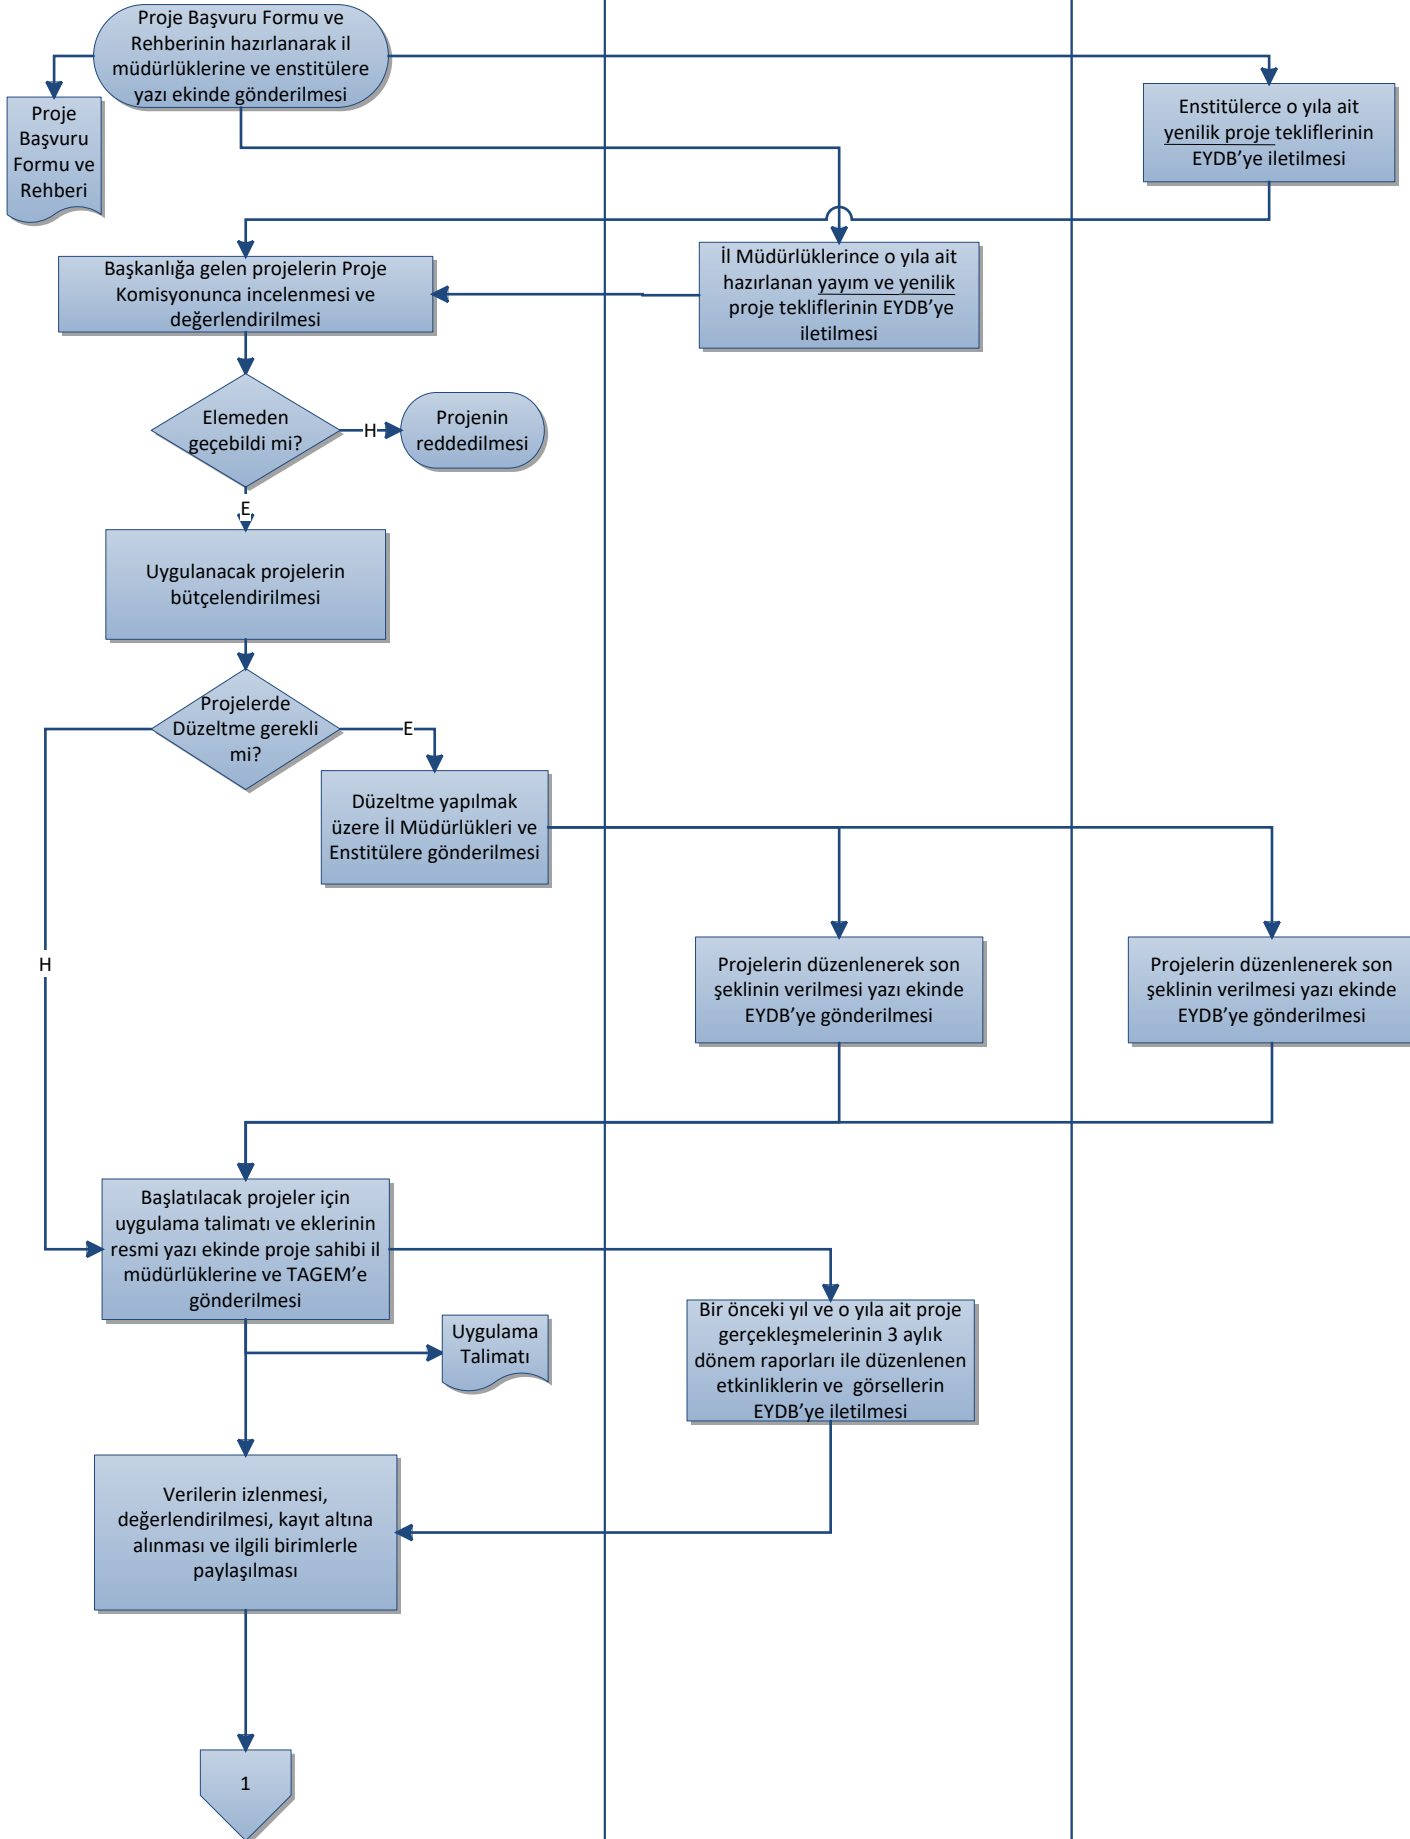 Proje Başvuru Formu ve
Rehberinin hazırlanarak il
müdürlüklerine ve enstitülere
yazı ekinde gönderilmesi
Proje
Başvuru
Formu ve
Rehberi
Enstitülerce o yıla ait
yenilik proje tekliflerinin
EYDB’ye iletilmesi
Başkanlığa gelen projelerin Proje
Komisyonunca incelenmesi ve
değerlendirilmesi
İl Müdürlüklerince o yıla ait
hazırlanan yayım ve yenilik
proje tekliflerinin EYDB’ye
iletilmesi
Elemeden
geçebildi mi?
H
Projenin
reddedilmesi
E
Uygulanacak projelerin
bütçelendirilmesi
Projelerde
Düzeltme gerekli
mi?
E
Düzeltme yapılmak
üzere İl Müdürlükleri ve
Enstitülere gönderilmesi
H
Projelerin düzenlenerek son
şeklinin verilmesi yazı ekinde
EYDB’ye gönderilmesi
Projelerin düzenlenerek son
şeklinin verilmesi yazı ekinde
EYDB’ye gönderilmesi
Başlatılacak projeler için
uygulama talimatı ve eklerinin
resmi yazı ekinde proje sahibi il
müdürlüklerine ve TAGEM’e
gönderilmesi
Uygulama
Talimatı
Bir önceki yıl ve o yıla ait proje
gerçekleşmelerinin 3 aylık
dönem raporları ile düzenlenen
etkinliklerin ve  görsellerin
EYDB’ye iletilmesi
Verilerin izlenmesi,
değerlendirilmesi, kayıt altına
alınması ve ilgili birimlerle
paylaşılması
1